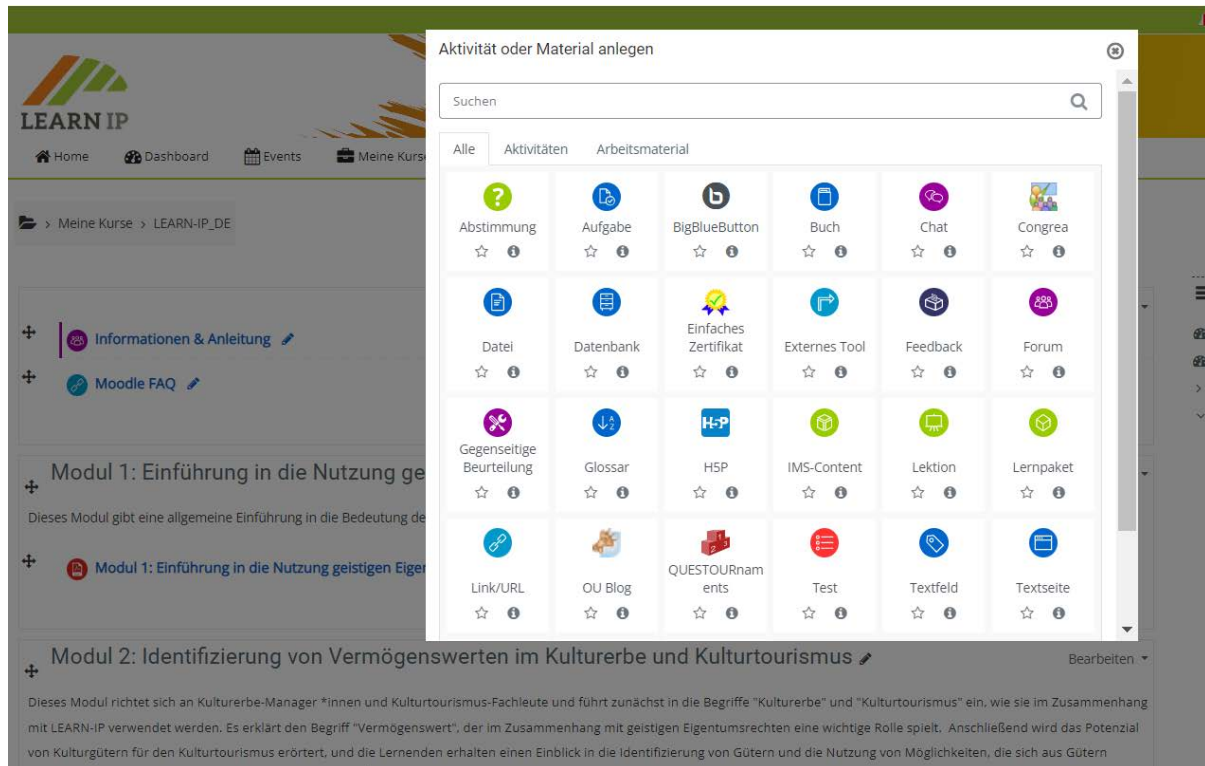 LEARN IP
Home Dashboard Events Meine Kurs
Meine Kurse > LEARN-IP_DE
Informationen & Anleitung
Moodle FAQ
Modul 1: Einführung in die Nutzung ge
Dieses Modul gibt eine allgemeine Einführung in die Bedeutung de
Modul 1: Einführung in die Nutzung geistigen Eiger
Aktivität oder Material anlegen
Suchen
Alle Aktivitäten Arbeitsmaterial
Abstimmung Aufgabe BigBlueButton Buch Chat Congrea
Datei Datenbank Einfaches Zertifikat Externes Tool Feedback Forum
Gegenseitige Beurteilung Glossar H5P IMS-Content Lektion Lernpaket
Link/URL OU Blog QUESTOURnaments Test Textfeld Textseite
Modul 2: Identifizierung von Vermögenswerten im Kulturerbe und Kulturtourismus
Bearbeiten
Dieses Modul richtet sich an Kulturerbe-Manager *innen und Kulturtourismus-Fachleute und führt zunächst in die Begriffe "Kulturerbe" und "Kulturtourismus" ein, wie sie im Zusammenhang
mit LEARN-IP verwendet werden. Es erklärt den Begriff "Vermögenswert", der im Zusammenhang mit geistigen Eigentumsrechten eine wichtige Rolle spielt. Anschließend wird das Potenzial
von Kulturgütern für den Kulturtourismus erörtert, und die Lernenden erhalten einen Einblick in die Identifizierung von Gütern und die Nutzung von Möglichkeiten, die sich aus Gütern